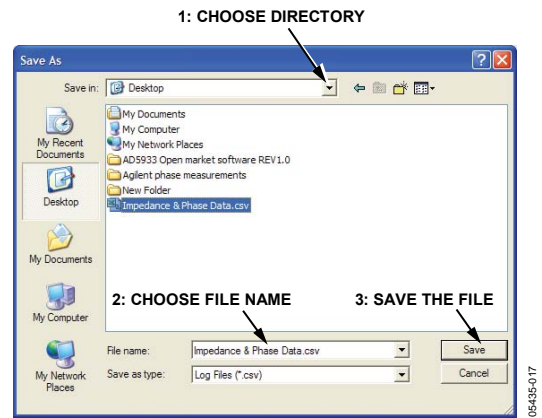 1: CHOOSE DIRECTORY
Save As
Save in:
Desktop
My Recent
Documents
Desktop
My Documents
My Computer
My Network
Places
My Documents
My Computer
My Network Places
AD5933 Open market software REV1.0
Agilent phase measurements
New Folder
Impedance & Phase Data.csv
2: CHOOSE FILE NAME
3: SAVE THE FILE
File name:
Impedance & Phase Data.csv
Save
Save as type:
Log Files (*.csv)
Cancel
05435-017